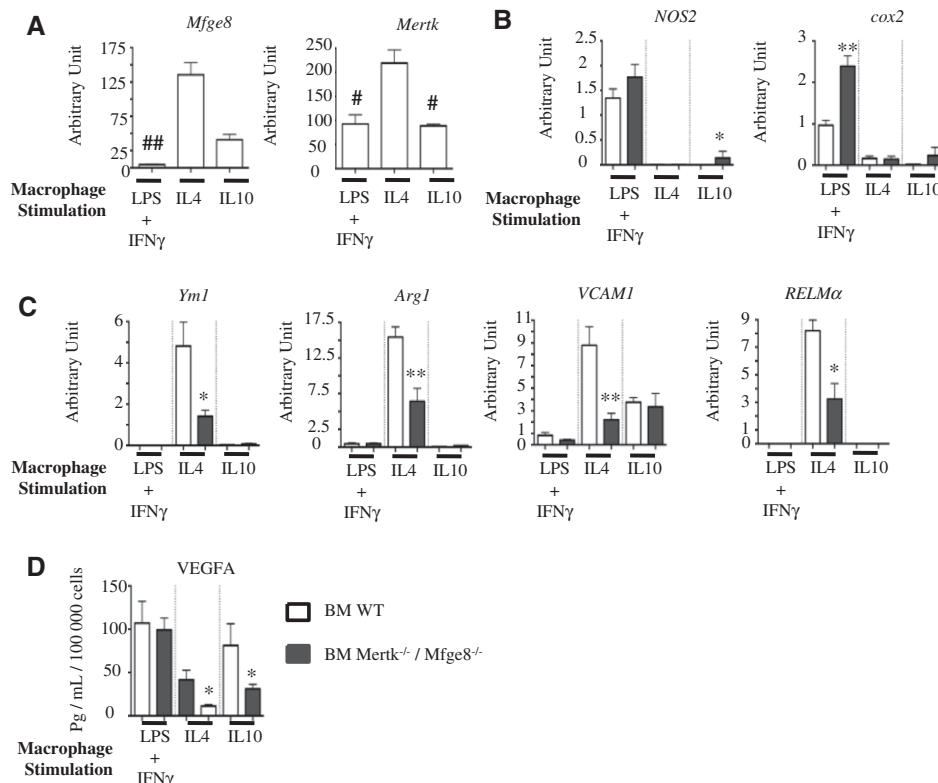 A
Mfge8
Mertk
Arbitrary Unit
175
125
75
25
0
##
Arbitrary Unit
250
200
150
100
50
0
#
#
Macrophage
Stimulation
LPS
+
IFNγ
IL4
IL10
LPS
+
IFNγ
IL4
IL10
B
NOS2
cox2
Arbitrary Unit
2.5
2
1.5
1
0.5
0
*
Arbitrary Unit
3
2
1
0
**
Macrophage
Stimulation
LPS
+
IFNγ
IL4
IL10
LPS
+
IFNγ
IL4
IL10
C
Ym1
Arg1
VCAM1
RELMα
Arbitrary Unit
6
4
2
0
*
Arbitrary Unit
17.5
12.5
7.5
2.5
0
**
Arbitrary Unit
11
9
7
5
3
1
0
**
Arbitrary Unit
9
7
5
3
1
0
*
Macrophage
Stimulation
LPS
+
IFNγ
IL4
IL10
LPS
+
IFNγ
IL4
IL10
LPS
+
IFNγ
IL4
IL10
LPS
+
IFNγ
IL4
IL10
D
VEGFA
Pg / mL / 100 000 cells
150
100
50
0
*
*
Macrophage
Stimulation
LPS
+
IFNγ
IL4
IL10
BM WT
BM Mertk-/- / Mfge8-/-